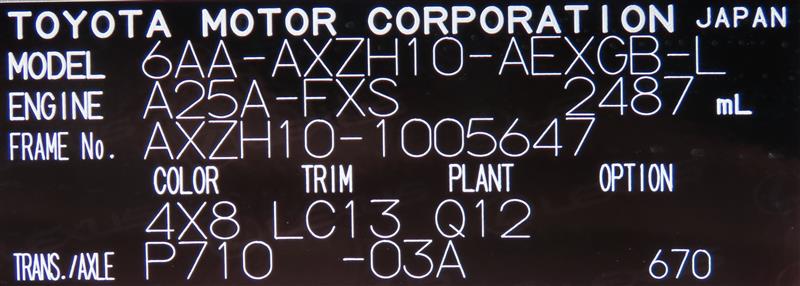 TOYOTA MOTOR CORPORATION JAPAN
MODEL 6AA-AXZH10-AEXGB-L
ENGINE A25A-FXS 2487 mL
FRAME No. AXZH10-1005647
COLOR TRIM PLANT OPTION
4X8 LC13 Q12
TRANS./AXLE P710 -03A 670